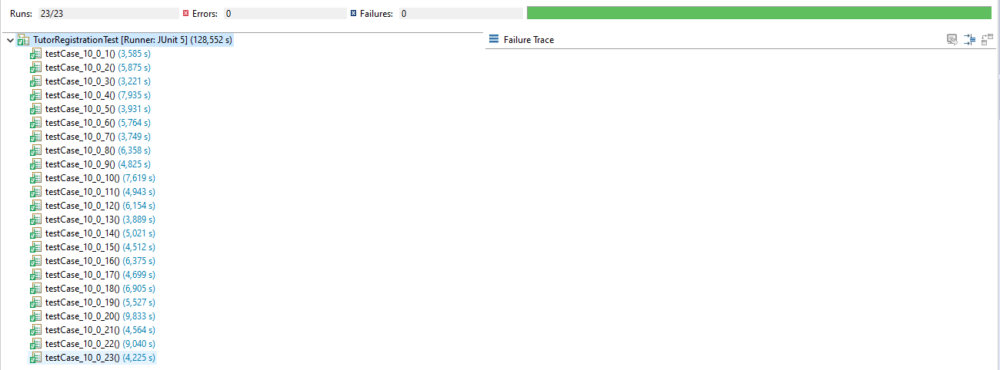 Runs: 23/23 Errors: 0 Failures: 0
TutorRegistrationTest [Runner: JUnit 5] (128,552 s)
Failure Trace
testCase_10_0_1() (3,585 s)
testCase_10_0_2() (5,875 s)
testCase_10_0_3() (3,221 s)
testCase_10_0_4() (7,935 s)
testCase_10_0_5() (3,931 s)
testCase_10_0_6() (5,764 s)
testCase_10_0_7() (3,749 s)
testCase_10_0_8() (6,358 s)
testCase_10_0_9() (4,825 s)
testCase_10_0_10() (7,619 s)
testCase_10_0_11() (4,943 s)
testCase_10_0_12() (6,154 s)
testCase_10_0_13() (3,889 s)
testCase_10_0_14() (5,021 s)
testCase_10_0_15() (4,512 s)
testCase_10_0_16() (6,375 s)
testCase_10_0_17() (4,699 s)
testCase_10_0_18() (6,905 s)
testCase_10_0_19() (5,527 s)
testCase_10_0_20() (9,833 s)
testCase_10_0_21() (4,564 s)
testCase_10_0_22() (9,040 s)
testCase_10_0_23() (4,225 s)